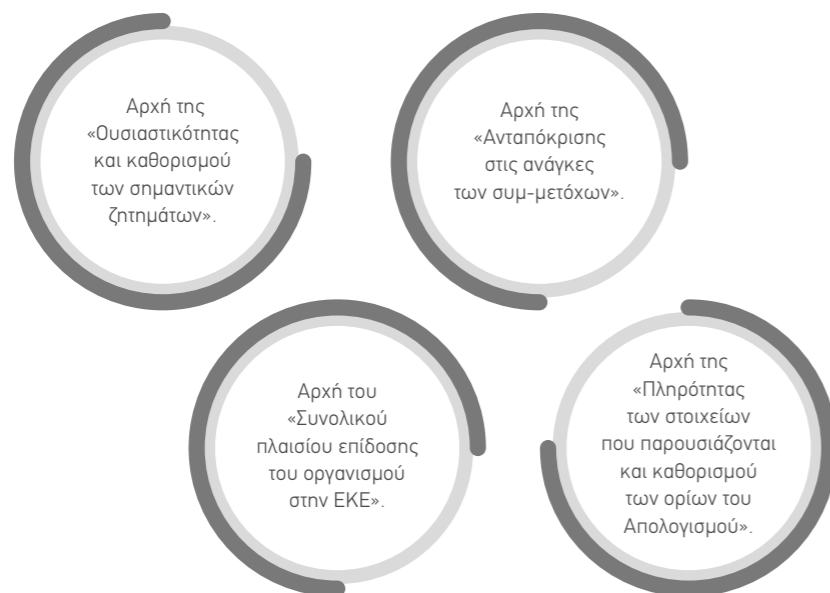 Αρχή της
«Ουσιαστικότητας
και καθορισμού
των σημαντικών
ζητημάτων».
Αρχή της
«Ανταπόκρισης
στις ανάγκες
των συμ-μετόχων».
Αρχή του
«Συνολικού
πλαισίου επίδοσης
του οργανισμού
στην ΕΚΕ».
Αρχή της
«Πληρότητας
των στοιχείων
που παρουσιάζονται
και καθορισμού
των ορίων του
Απολογισμού».